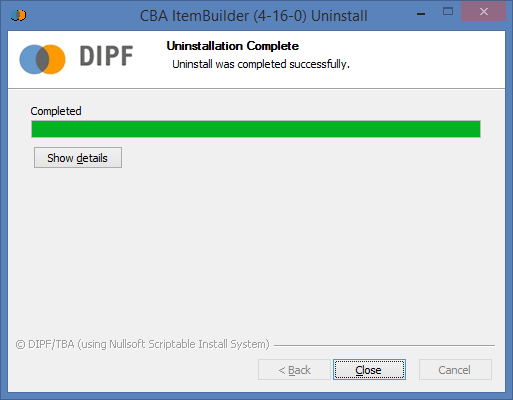 CBA ItemBuilder (4-16-0) Uninstall
DIPF
Uninstallation Complete
Uninstall was completed successfully.
Completed
Show details
© DIPF/TBA (using Nullsoft Scriptable Install System)
< Back
Close
Cancel